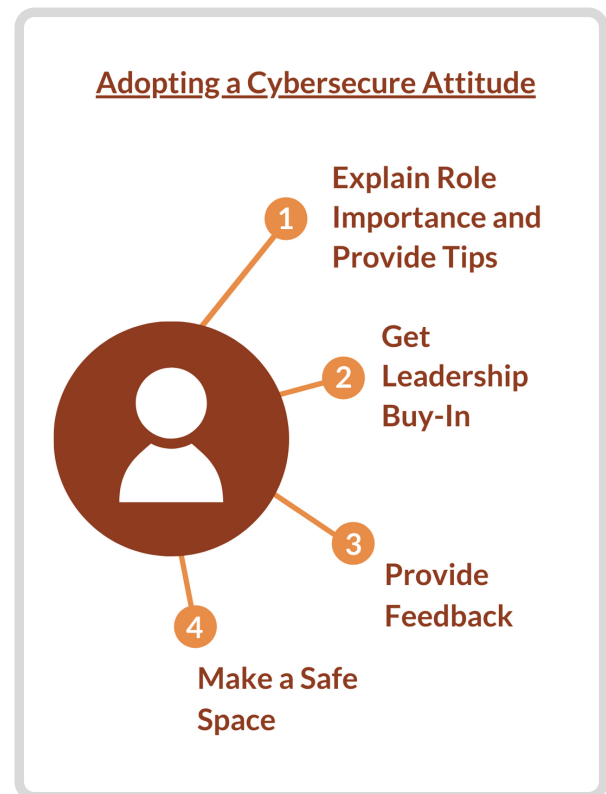 Adopting a Cybersecure Attitude
1
Explain Role
Importance and
Provide Tips
2
Get
Leadership
Buy-In
3
Provide
Feedback
4
Make a Safe
Space